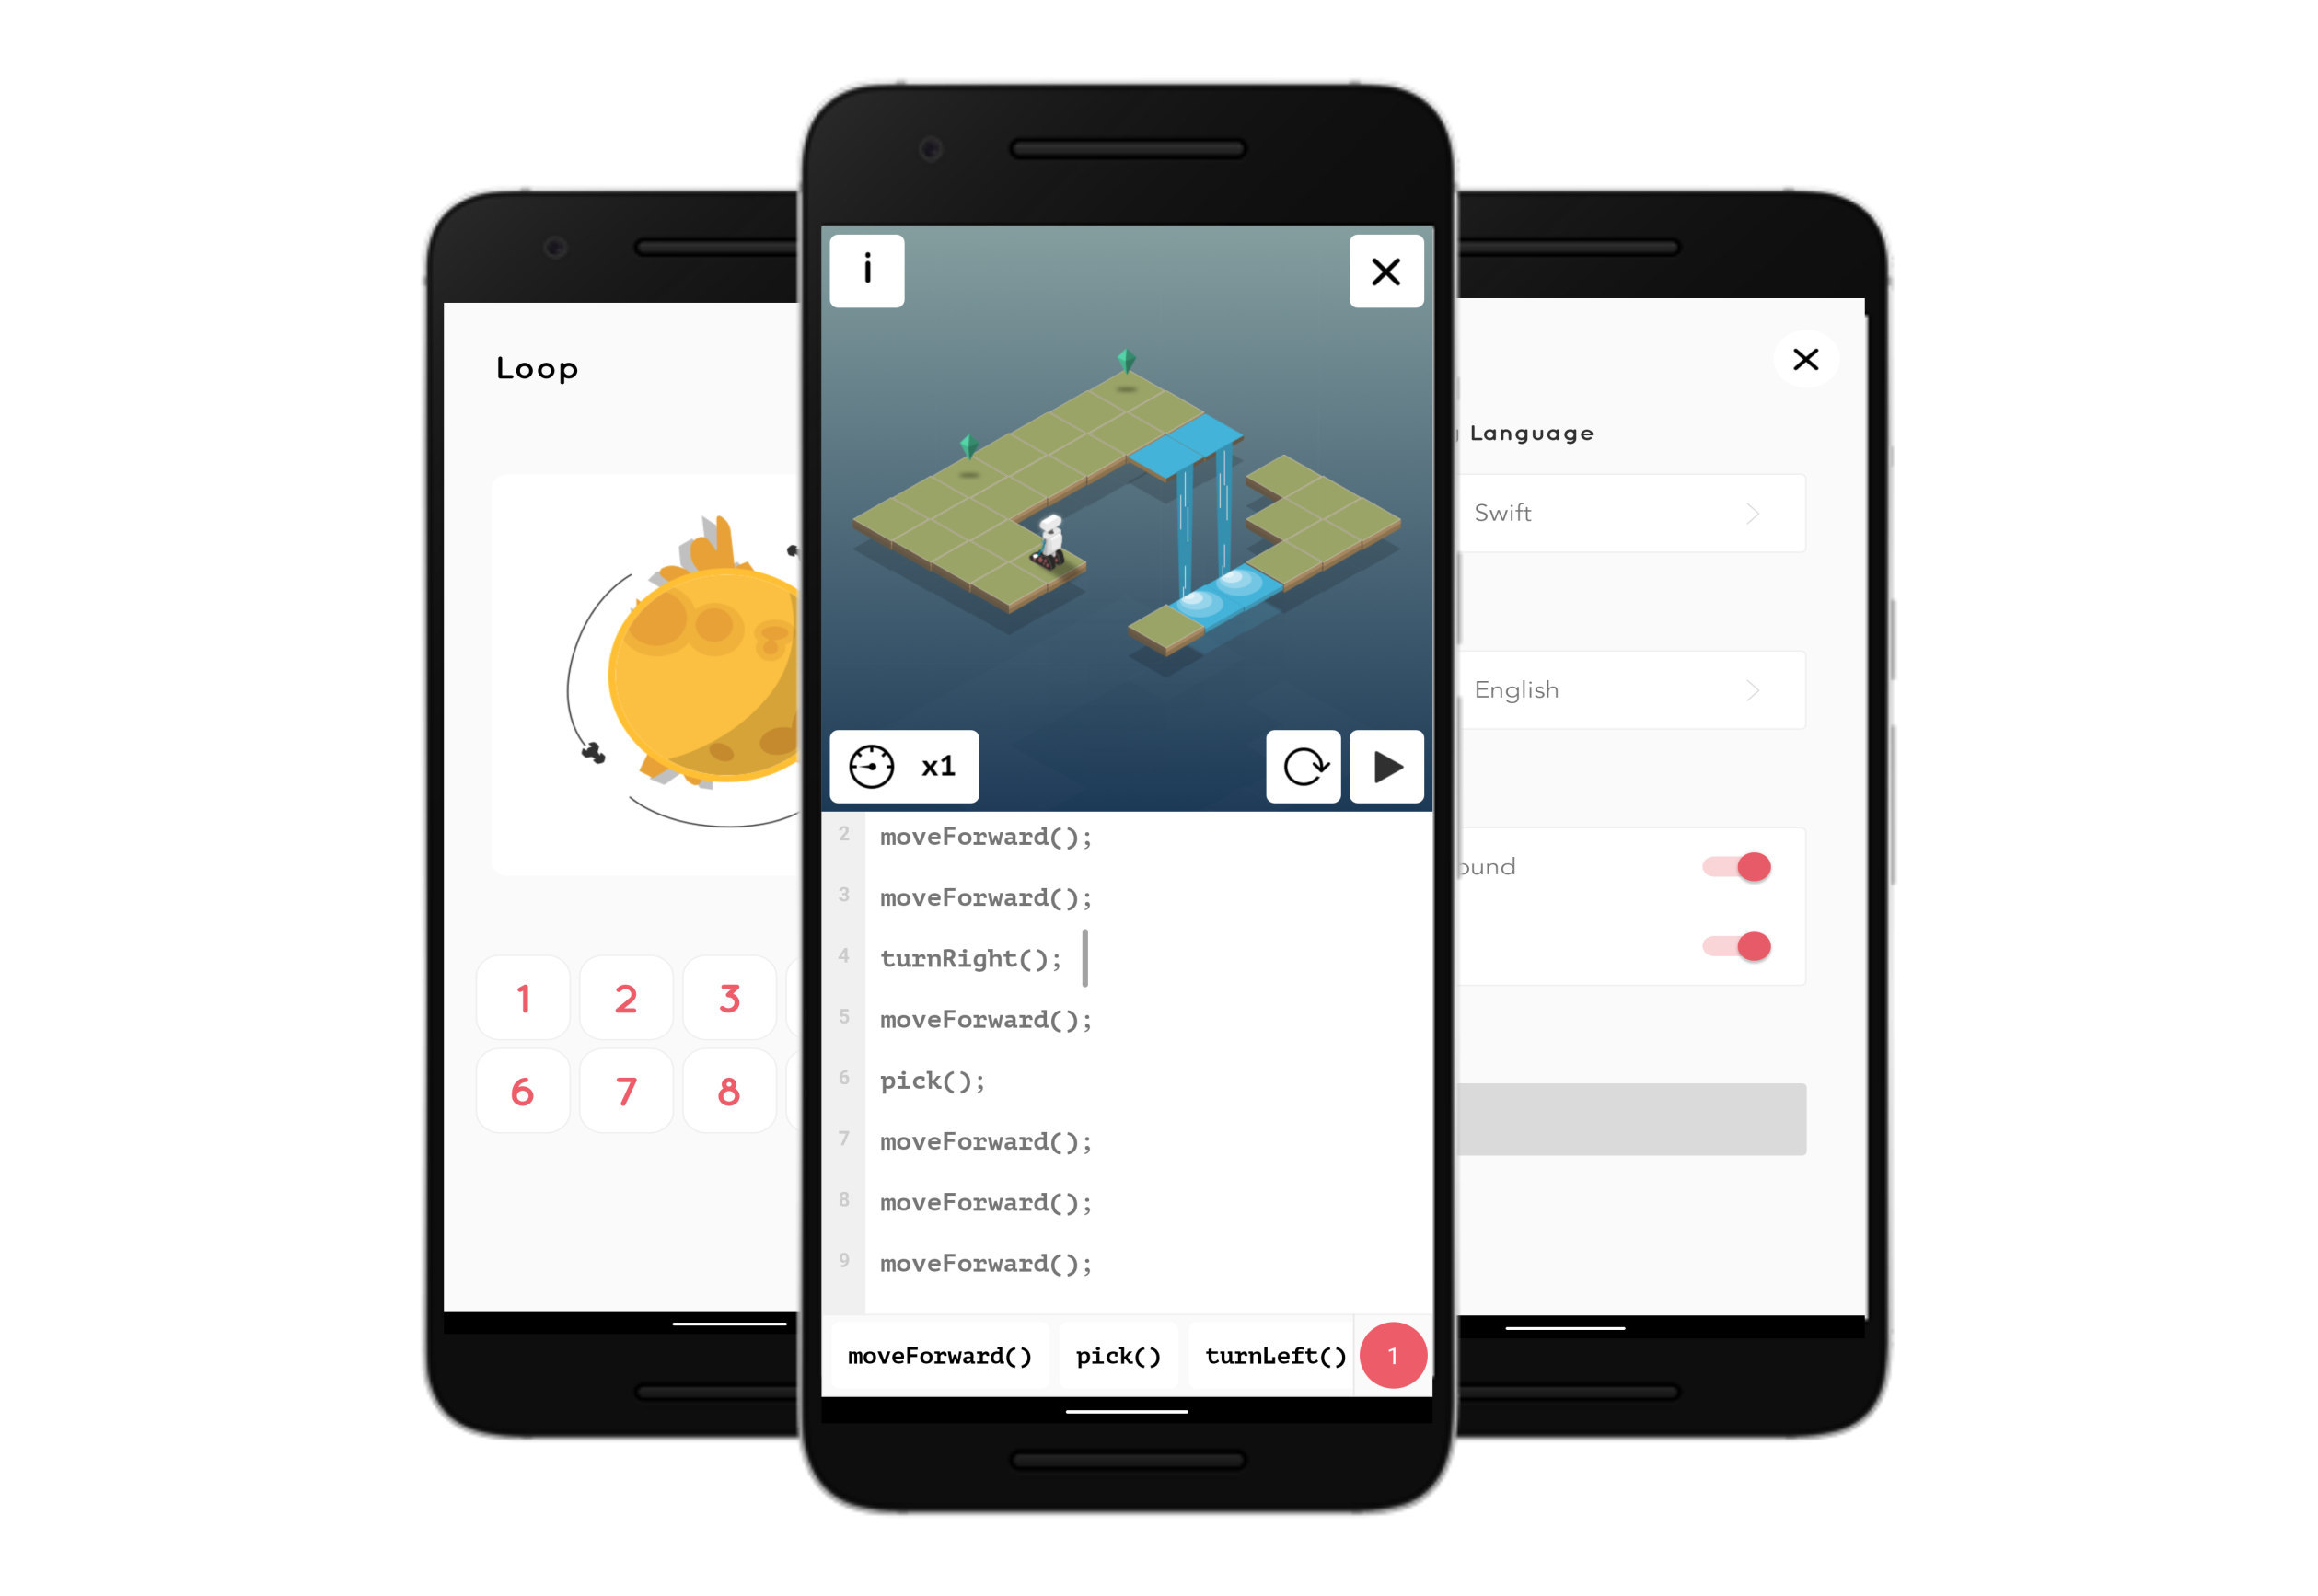 Loop
1 2 3
6 7 8
i
x1
2 moveForward();
3 moveForward();
4 turnRight();
5 moveForward();
6 pick();
7 moveForward();
8 moveForward();
9 moveForward();
moveForward() pick() turnLeft() 1
Language
Swift
English